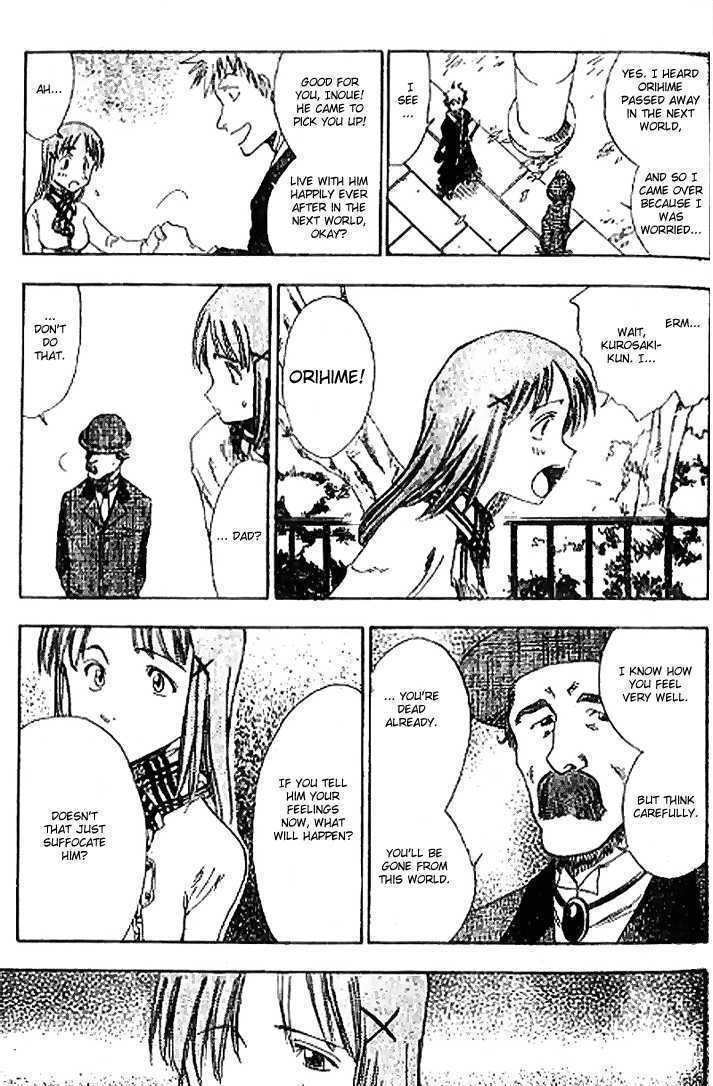 YES. I HEARD
ORIHIME
PASSED AWAY
IN THE NEXT
WORLD,
AND SO I
CAME OVER
BECAUSE I
WAS
WORRIED...
I
SEE
...
GOOD FOR
YOU, INOUE!
HE CAME TO
PICK YOU UP!
LIVE WITH HIM
HAPPILY EVER
AFTER IN THE
NEXT WORLD,
OKAY?
AH...
ERM...
WAIT,
KUROSAKI-
KUN. I...
ORIHIME!
... DAD?
...
DON'T
DO
THAT.
I KNOW HOW
YOU FEEL
VERY WELL.
BUT THINK
CAREFULLY.
... YOU'RE
DEAD
ALREADY.
YOU'LL BE
GONE FROM
THIS WORLD.
IF YOU TELL
HIM YOUR
FEELINGS
NOW, WHAT
WILL HAPPEN?
DOESN'T
THAT JUST
SUFFOCATE
HIM?